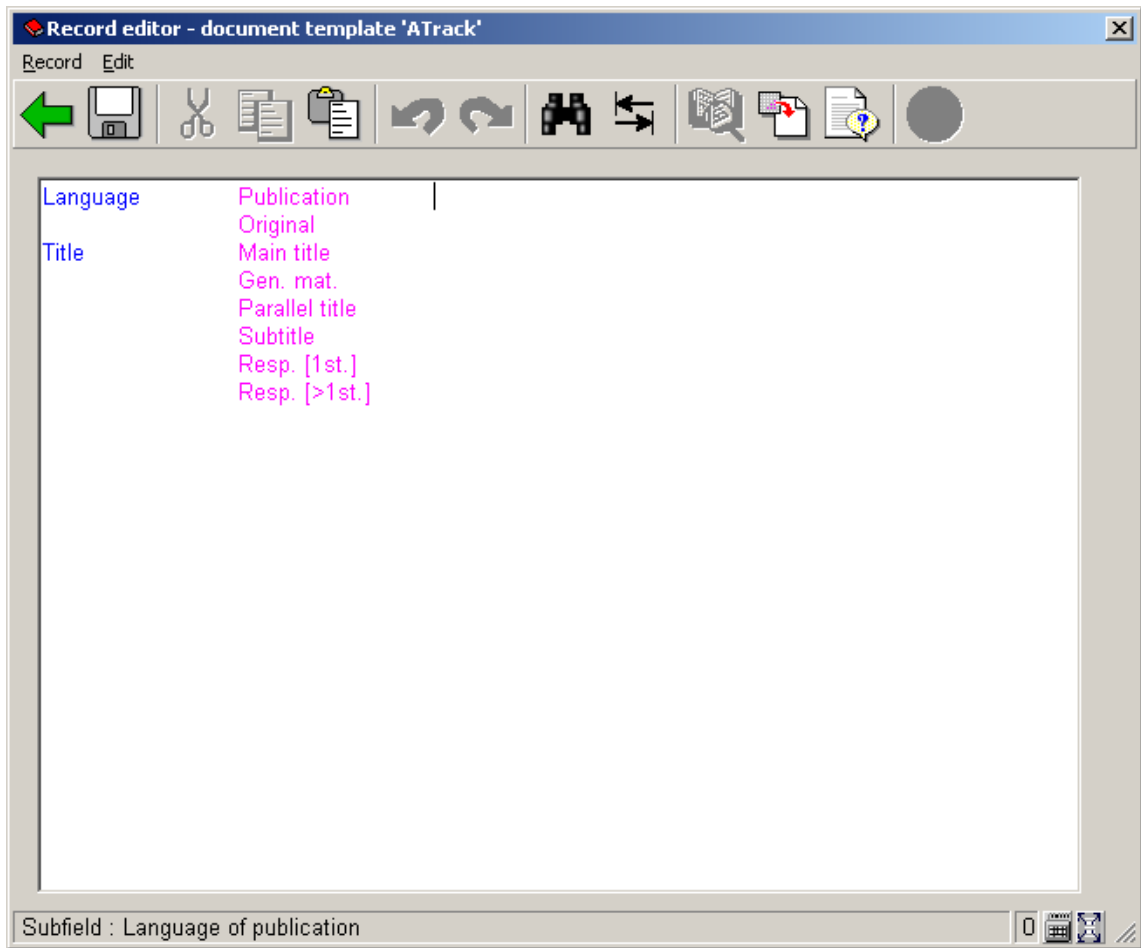 Record editor - document template 'ATrack'
Record Edit
Language Publication
Original
Title Main title
Gen. mat.
Parallel title
Subtitle
Resp. [1st.]
Resp. [>1st.]
Subfield : Language of publication 0